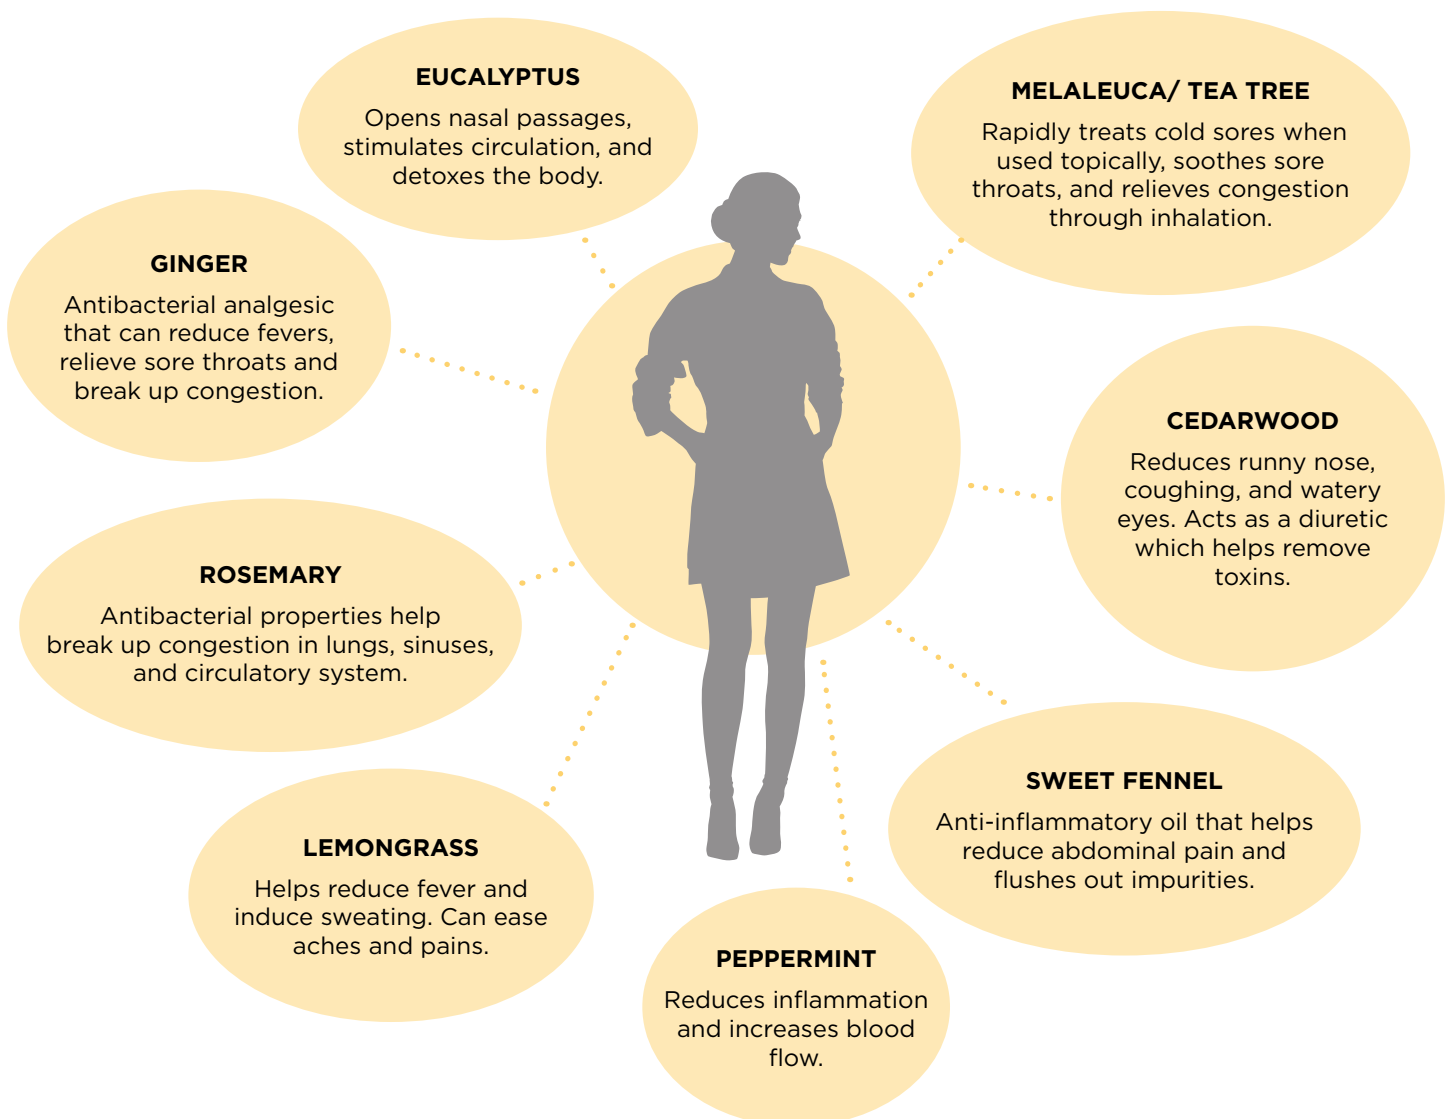 EUCALYPTUS
Opens nasal passages,
stimulates circulation, and
detoxes the body.
MELALEUCA/ TEA TREE
Rapidly treats cold sores when
used topically, soothes sore
throats, and relieves congestion
through inhalation.
GINGER
Antibacterial analgesic
that can reduce fevers,
relieve sore throats and
break up congestion.
CEDARWOOD
Reduces runny nose,
coughing, and watery
eyes. Acts as a diuretic
which helps remove
toxins.
ROSEMARY
Antibacterial properties help
break up congestion in lungs, sinuses,
and circulatory system.
SWEET FENNEL
Anti-inflammatory oil that helps
reduce abdominal pain and
flushes out impurities.
LEMONGRASS
Helps reduce fever and
induce sweating. Can ease
aches and pains.
PEPPERMINT
Reduces inflammation
and increases blood
flow.